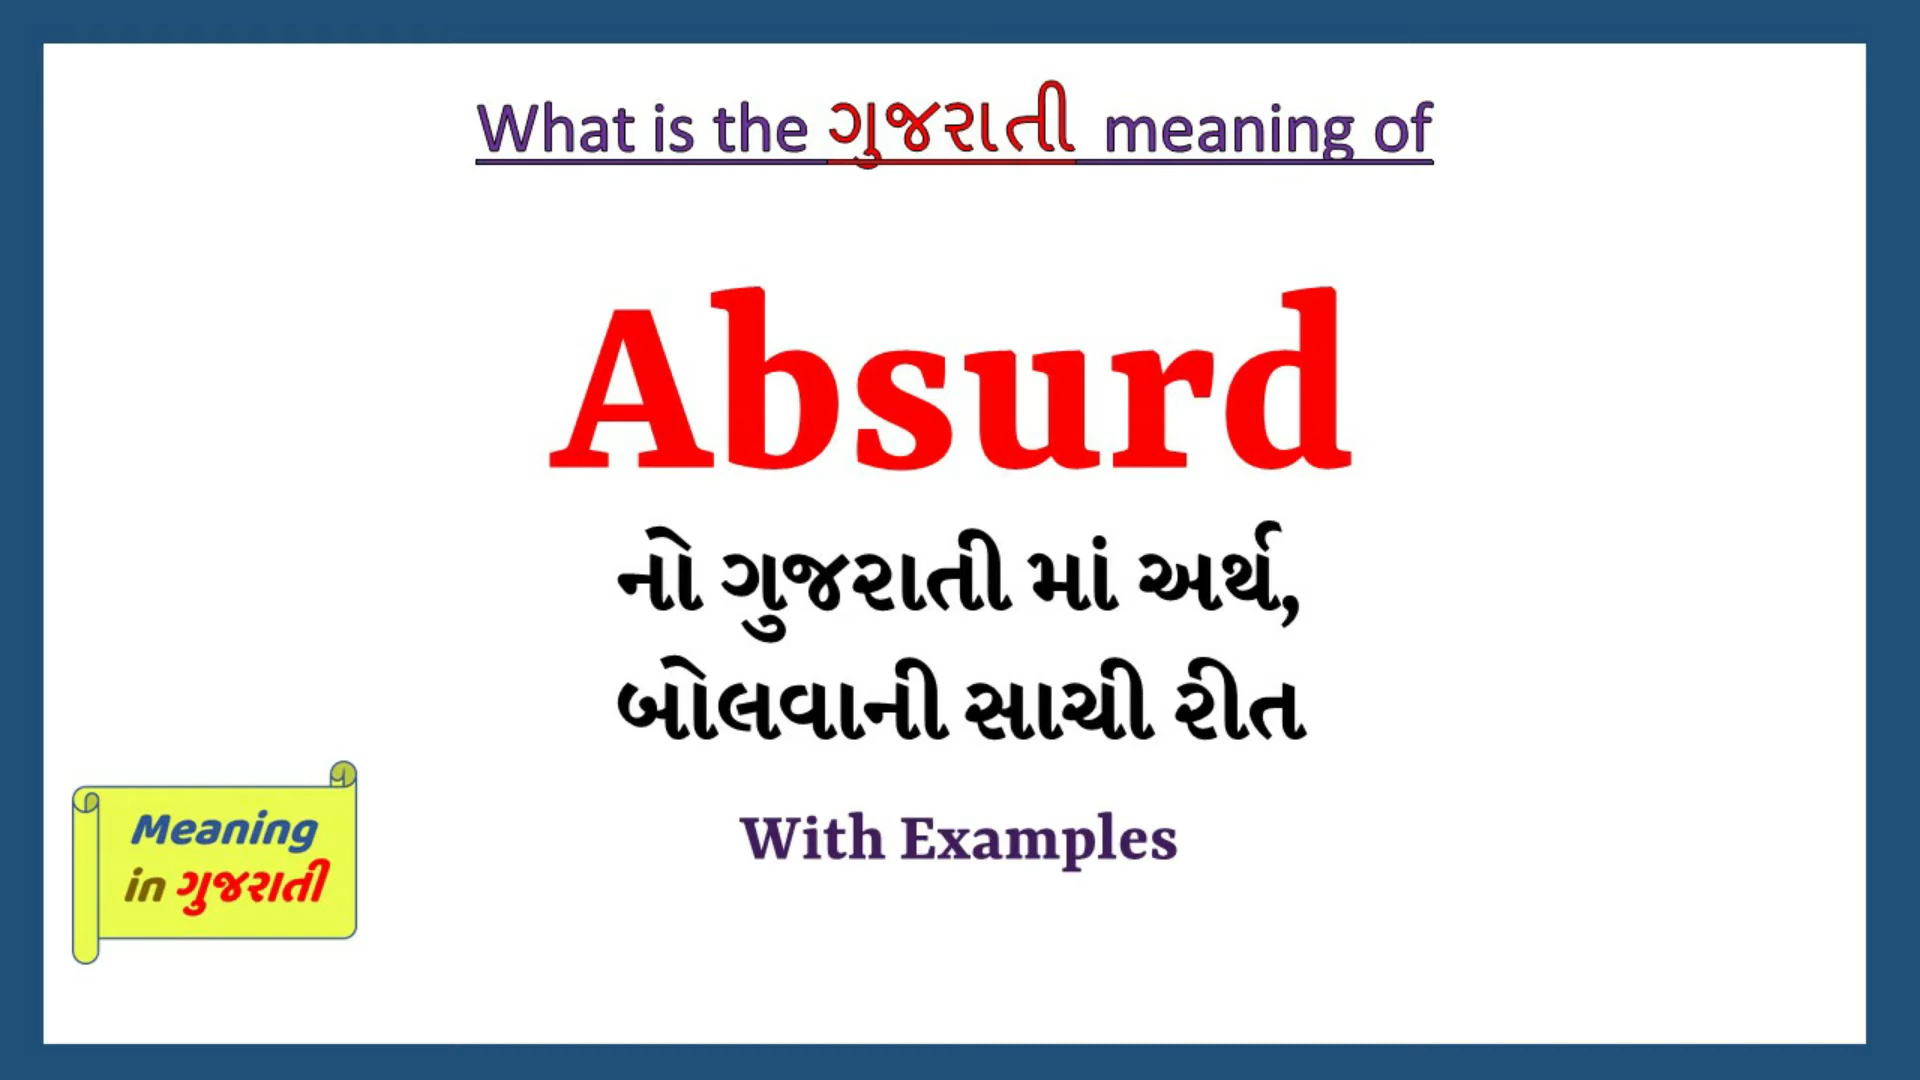 What is the ગુજરાતી meaning of
Absurd
નો ગુજરાતી માં અર્થ,
બોલવાની સાચી રીત
With Examples
Meaning
in ગુજરાતી